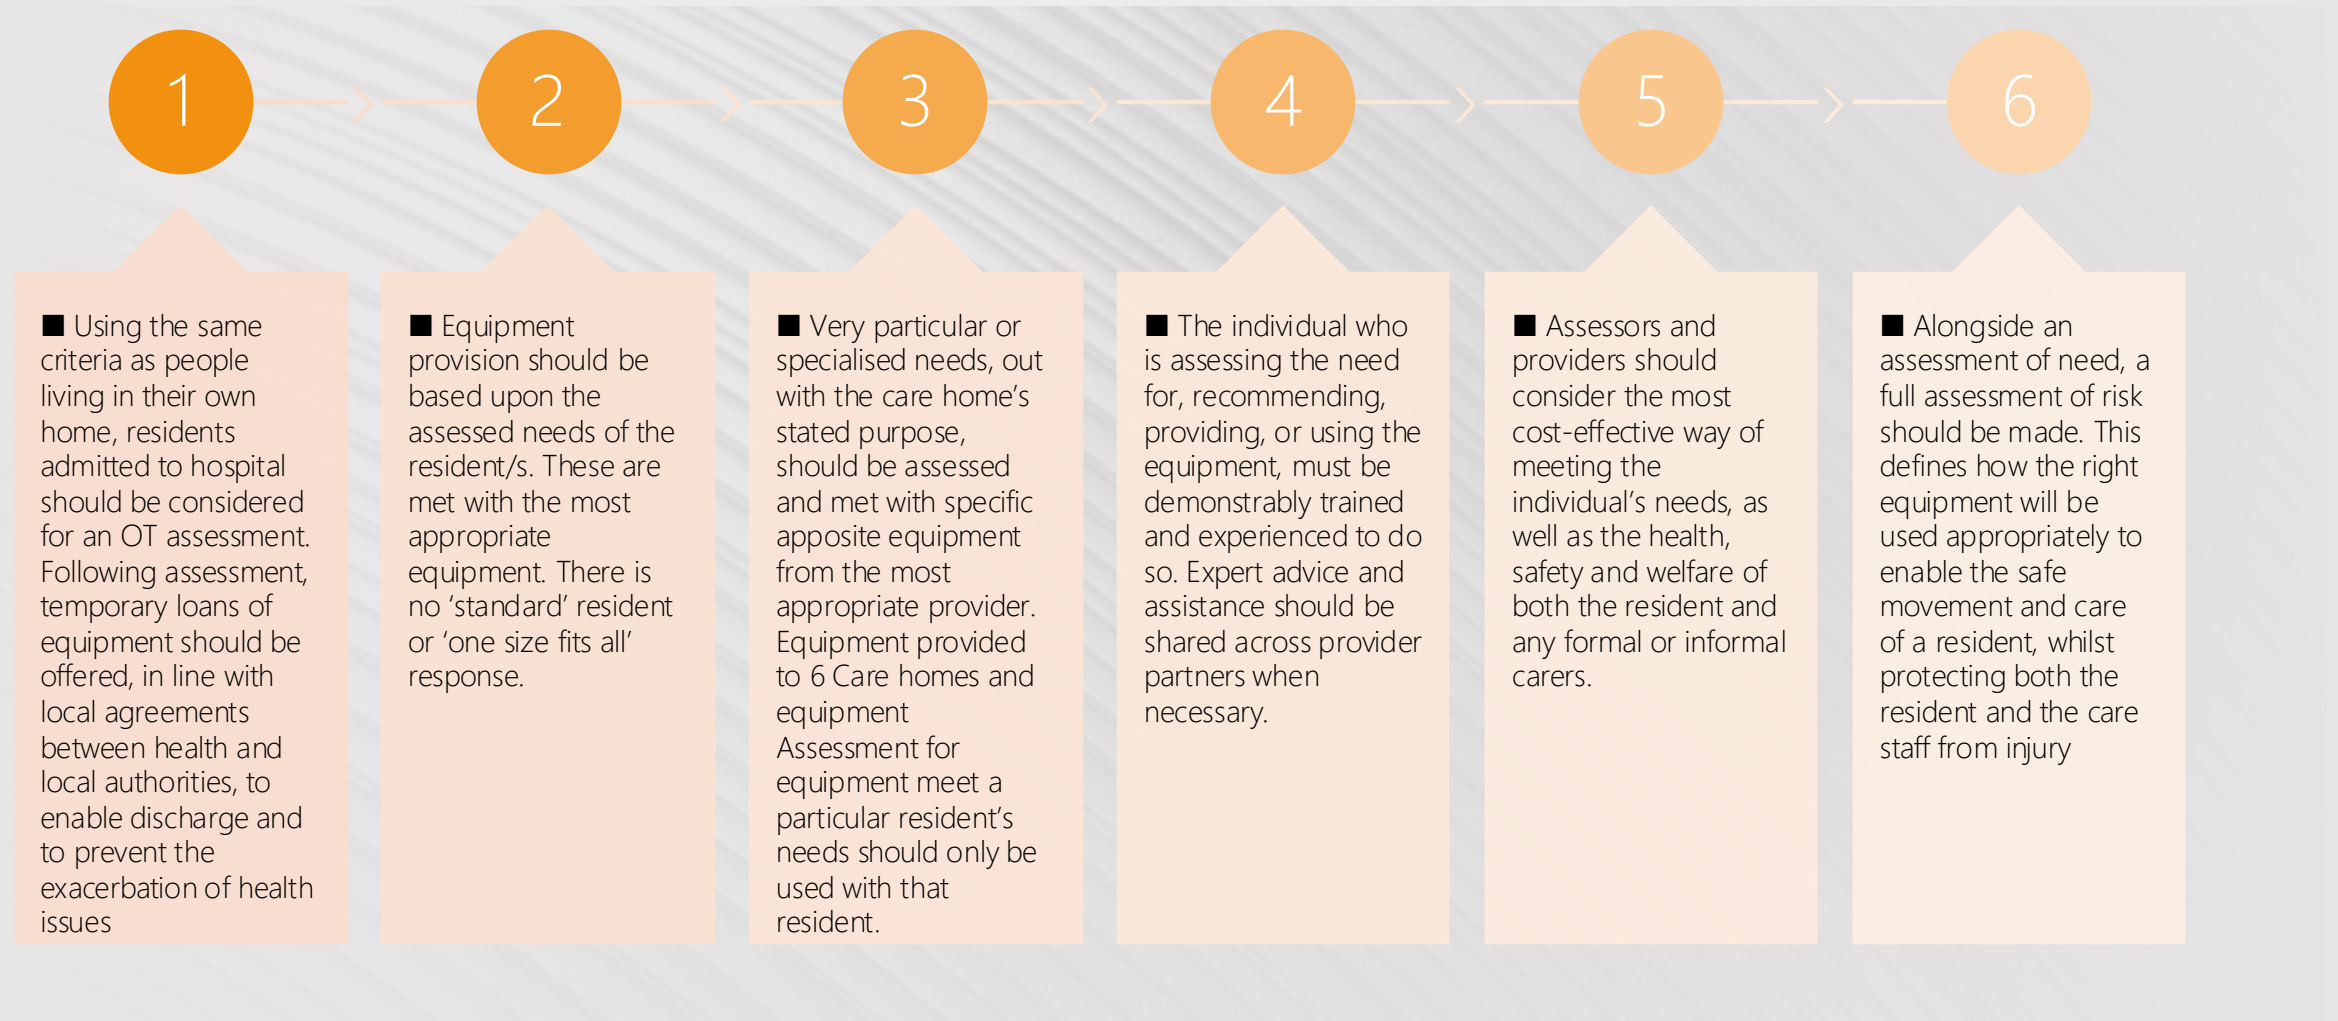 1
2
3
4
5
6
■ Using the same
criteria as people
living in their own
home, residents
admitted to hospital
should be considered
for an OT assessment.
Following assessment,
temporary loans of
equipment should be
offered, in line with
local agreements
between health and
local authorities, to
enable discharge and
to prevent the
exacerbation of health
issues
■ Equipment
provision should be
based upon the
assessed needs of the
resident/s. These are
met with the most
appropriate
equipment. There is
no ‘standard’ resident
or ‘one size fits all’
response.
■ Very particular or
specialised needs, out
with the care home’s
stated purpose,
should be assessed
and met with specific
apposite equipment
from the most
appropriate provider.
Equipment provided
to 6 Care homes and
equipment
Assessment for
equipment meet a
particular resident’s
needs should only be
used with that
resident.
■ The individual who
is assessing the need
for, recommending,
providing, or using the
equipment, must be
demonstrably trained
and experienced to do
so. Expert advice and
assistance should be
shared across provider
partners when
necessary.
■ Assessors and
providers should
consider the most
cost-effective way of
meeting the
individual’s needs, as
well as the health,
safety and welfare of
both the resident and
any formal or informal
carers.
■ Alongside an
assessment of need, a
full assessment of risk
should be made. This
defines how the right
equipment will be
used appropriately to
enable the safe
movement and care
of a resident, whilst
protecting both the
resident and the care
staff from injury